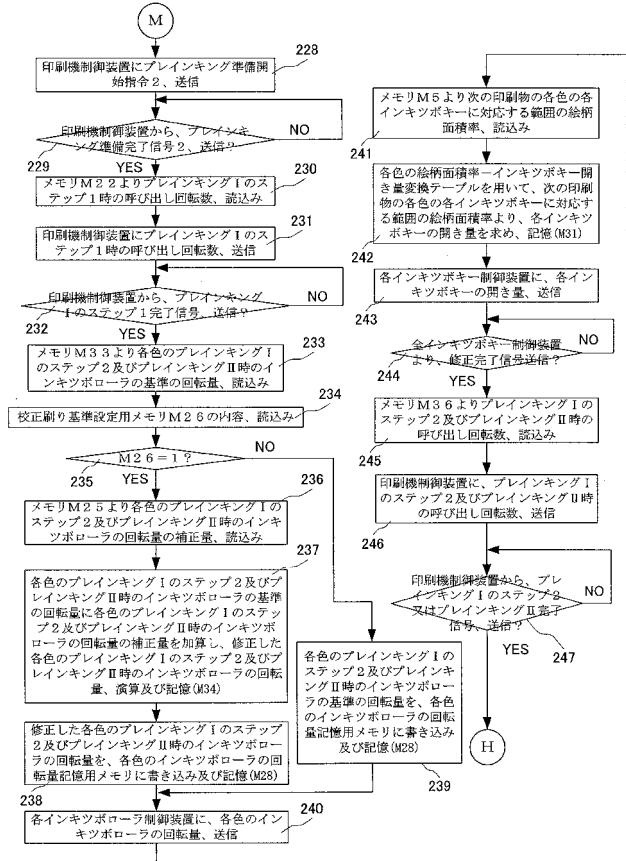 M
228
印刷機制御装置にプレインキング準備開
始指令２、送信
印刷機制御装置から、プレインキ
ング準備完了信号２、送信？
NO
229
YES
230
メモリＭ２２よりプレインキングⅠのス
テップ１時の呼び出し回転数、読込み
231
印刷機制御装置にプレインキングⅠのス
テップ１時の呼び出し回転数、送信
印刷機制御装置から、プレインキング
Ⅰのステップ１完了信号、送信？
NO
232
YES
233
メモリＭ３３より各色のプレインキングⅠ
のステップ２及びプレインキングⅡ時のイ
ンキツボローラの基準の回転量、読込み
234
校正刷り基準設定用メモリＭ２６の内容、読込み
Ｍ２６＝１？
NO
235
YES
236
メモリＭ２５より各色のプレインキングⅠの
ステップ２及びプレインキングⅡ時のインキ
ツボローラの回転量の補正量、読込み
237
各色のプレインキングⅠのステップ２及びプ
レインキングⅡ時のインキツボローラの基準
の回転量に各色のプレインキングⅠのステッ
プ２及びプレインキングⅡ時のインキツボロ
ーラの回転量の補正量を加算し、修正した
各色のプレインキングⅠのステップ２及びプ
レインキングⅡ時のインキツボローラの回転
量、演算及び記憶(M34)
修正した各色のプレインキングⅠのステップ
２及びプレインキングⅡ時のインキツボロー
ラの回転量を、各色のインキツボローラの回
転量記憶用メモリに書き込み及び記憶(M28)
238
各色のプレインキングⅠの
ステップ２及びプレインキ
ングⅡ時のインキツボロー
ラの基準の回転量を、各色
のインキツボローラの回転
量記憶用メモリに書き込み
及び記憶(M28)
239
240
各インキツボローラ制御装置に、各色のインキ
ツボローラの回転量、送信
メモリＭ５より次の印刷物の各色の各
インキツボキーに対応する範囲の絵柄
面積率、読込み
241
各色の絵柄面積率－インキツボキー開
き量変換テーブルを用いて、次の印刷
物の各色の各インキツボキーに対応す
る範囲の絵柄面積率より、各インキツ
ボキーの開き量を求め、記憶(M31)
242
各インキツボキー制御装置に、各イン
キツボキーの開き量、送信
243
全インキツボキー制御装置
より、修正完了信号送信？
NO
244
YES
メモリＭ３６よりプレインキングⅠの
ステップ２及びプレインキングⅡ時の
呼び出し回転数、読込み
245
印刷機制御装置に、プレインキングⅠ
のステップ２及びプレインキングⅡ時
の呼び出し回転数、送信
246
印刷機制御装置から、プレイ
ンキングⅠのステップ２
又はプレインキングⅡ完了
信号、送信？
NO
247
YES
H